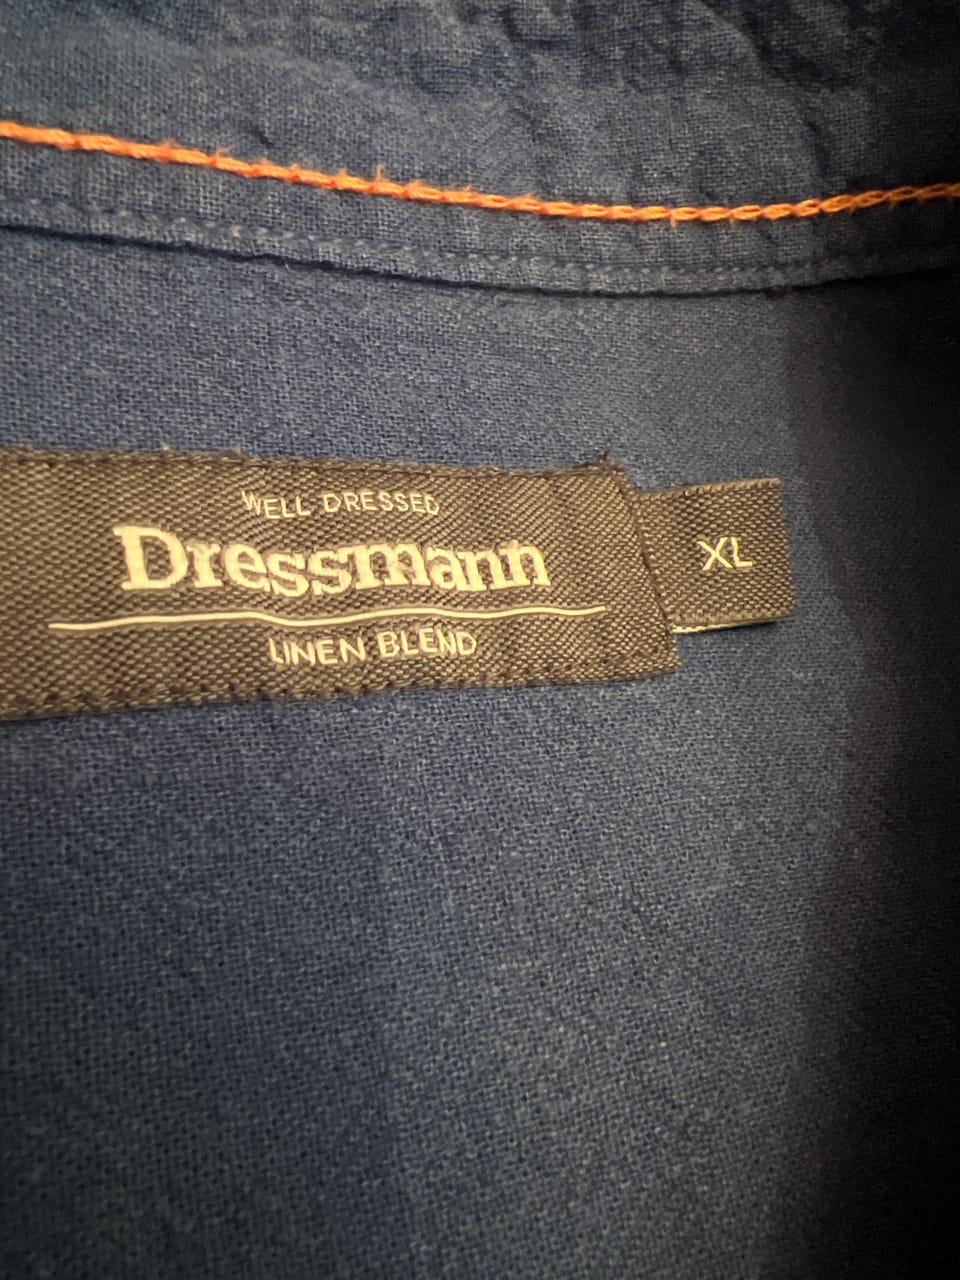 WELL DRESSED
Dressmann
LINEN BLEND
XL